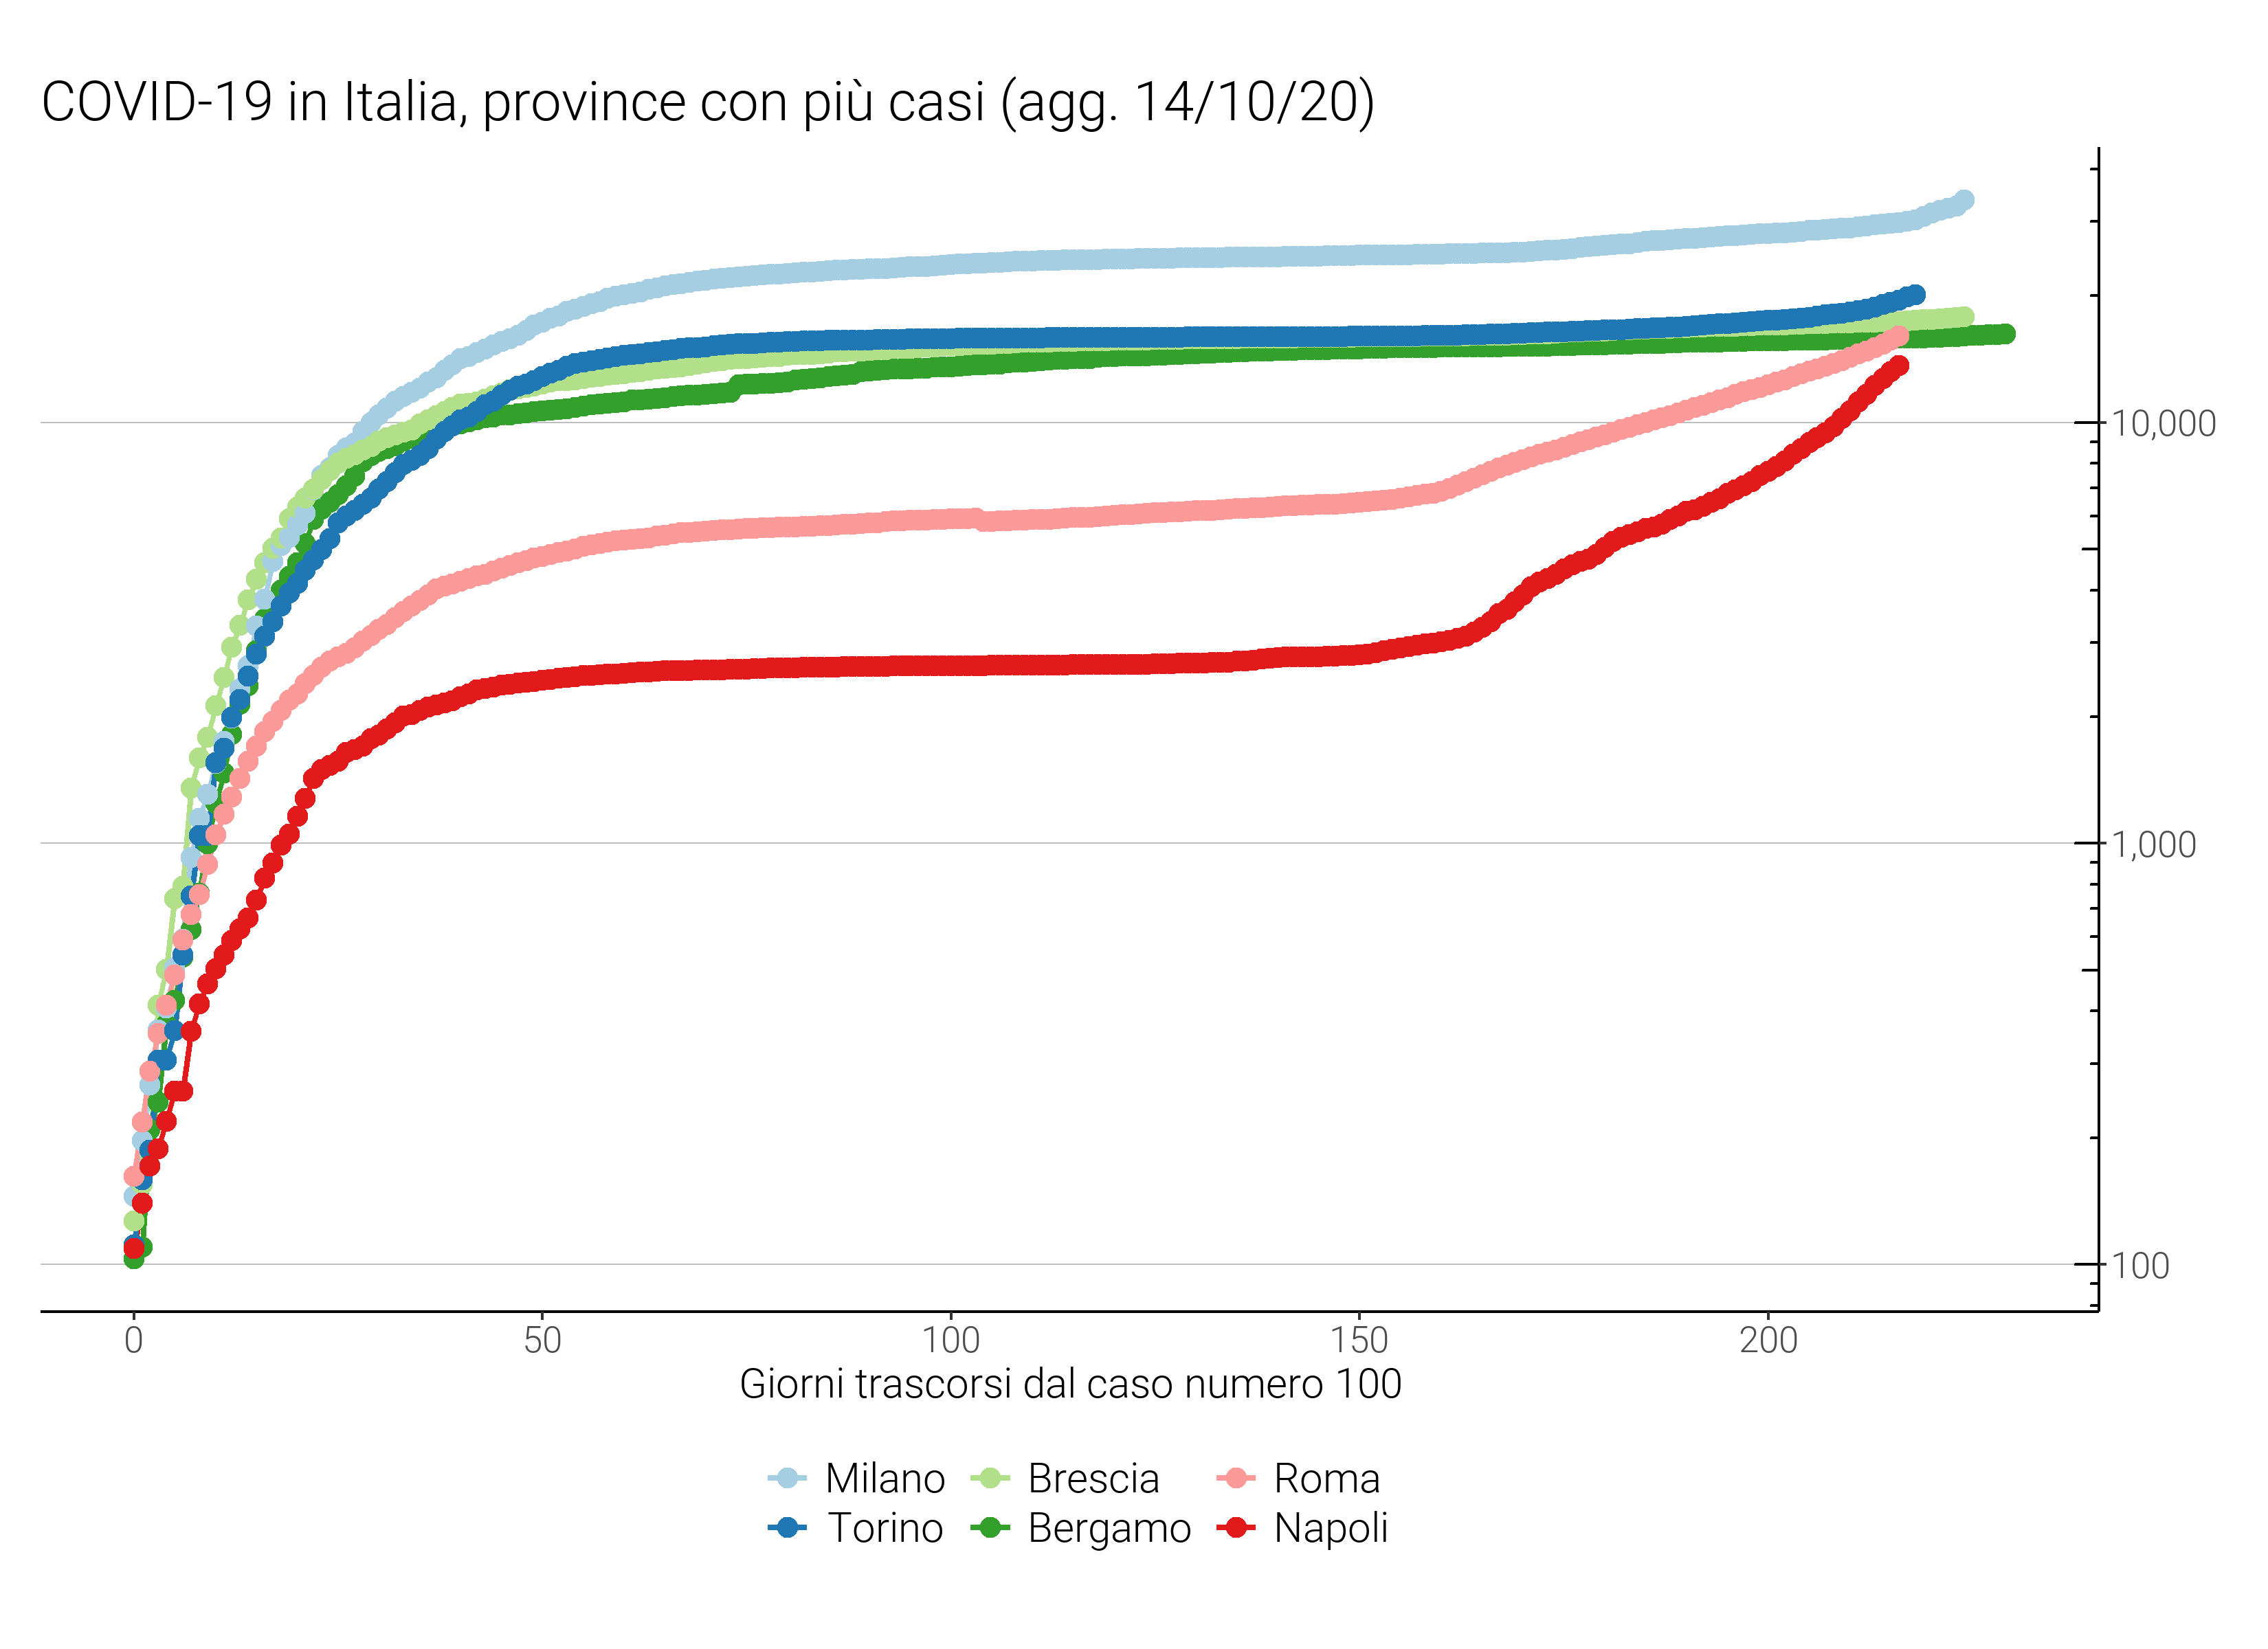 COVID-19 in Italia, province con più casi (agg. 14/10/20)
10,000
1,000
100
0 50 100 150 200
Giorni trascorsi dal caso numero 100
Milano Brescia Roma
Torino Bergamo Napoli